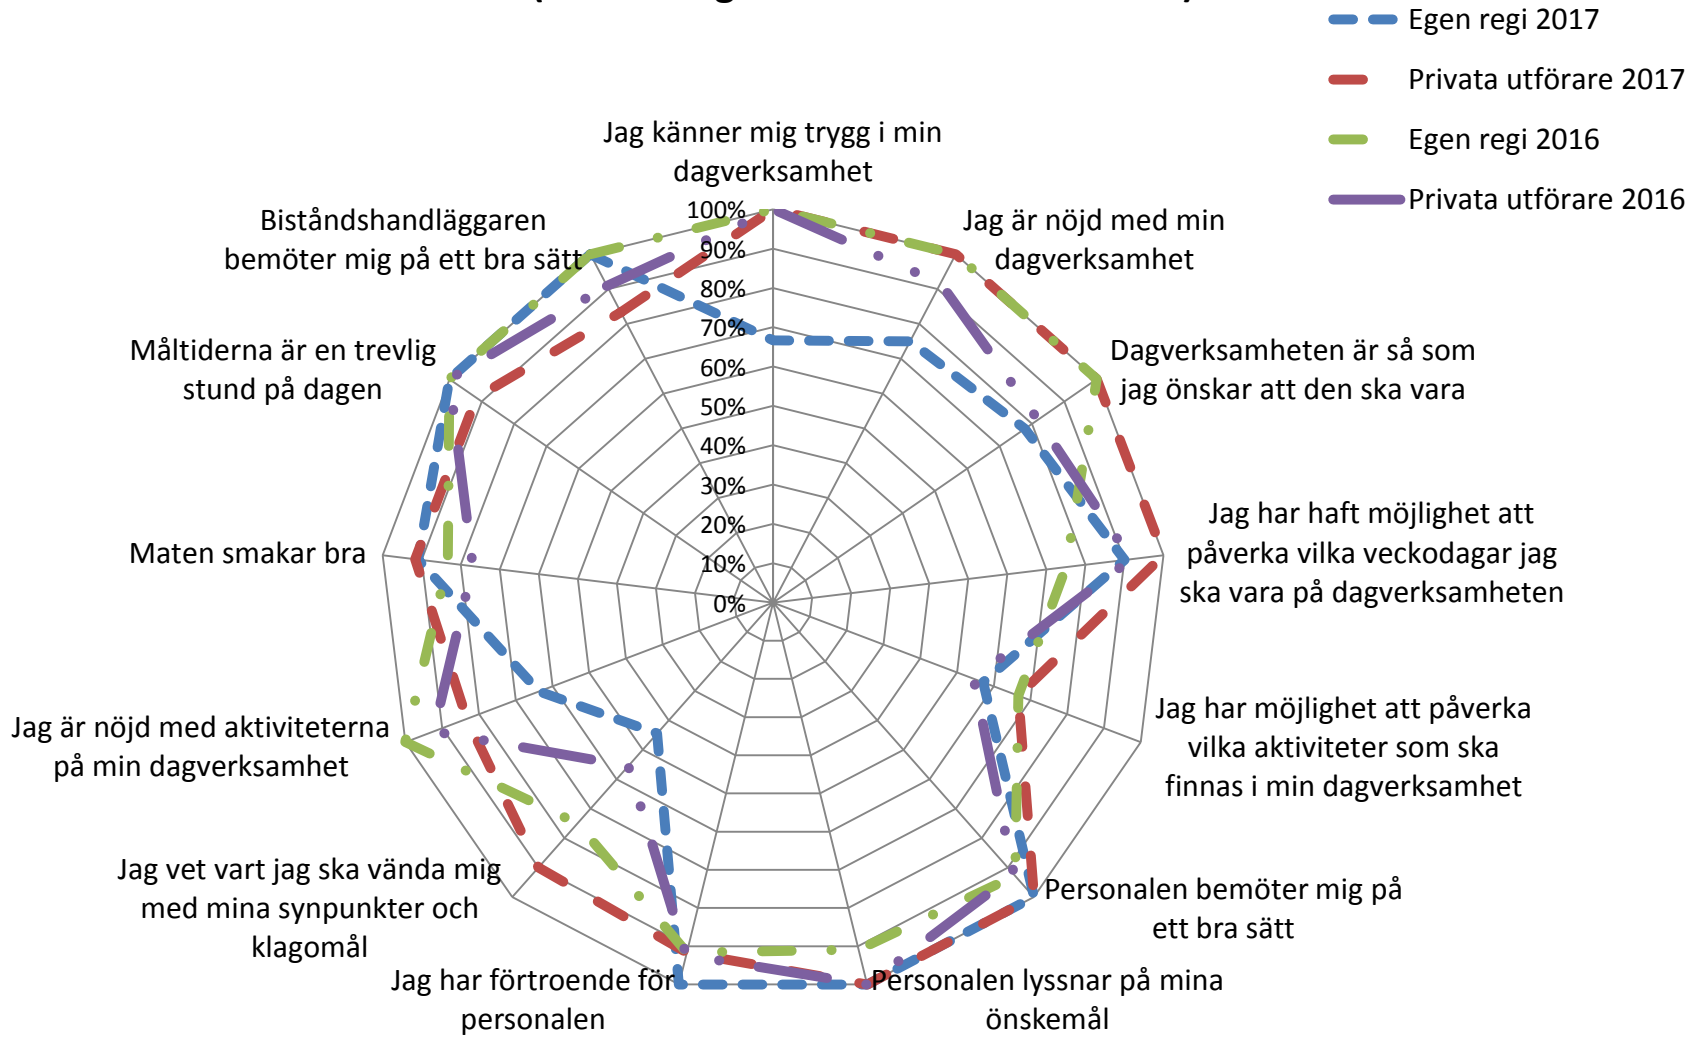 Egen regi 2017
Privata utförare 2017
Egen regi 2016
Privata utförare 2016
Jag känner mig trygg i min
dagverksamhet
Jag är nöjd med min
dagverksamhet
Dagverksamheten är så som
jag önskar att den ska vara
Jag har haft möjlighet att
påverka vilka veckodagar jag
ska vara på dagverksamheten
Jag har möjlighet att påverka
vilka aktiviteter som ska
finnas i min dagverksamhet
Personalen bemöter mig på
ett bra sätt
Personalen lyssnar på mina
önskemål
Jag har förtroende för
personalen
Jag vet vart jag ska vända mig
med mina synpunkter och
klagomål
Jag är nöjd med aktiviteterna
på min dagverksamhet
Maten smakar bra
Måltiderna är en trevlig
stund på dagen
Biståndshandläggaren
bemöter mig på ett bra sätt
100%
90%
80%
70%
60%
50%
40%
30%
20%
10%
0%